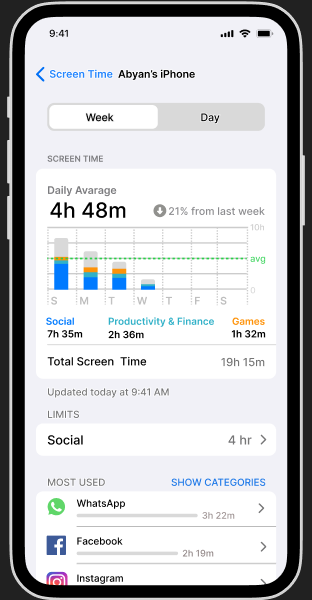 9:41
Screen Time Abyan's iPhone
Week Day
SCREEN TIME
Daily Avarage
4h 48m 21% from last week
10h
avg
0
S M T W T F S
Social Productivity & Finance Games
7h 35m 2h 36m 1h 32m
Total Screen Time 19h 15m
Updated today at 9:41 AM
LIMITS
Social 4 hr
MOST USED SHOW CATEGORIES
WhatsApp
3h 22m
Facebook
2h 19m
Instagram